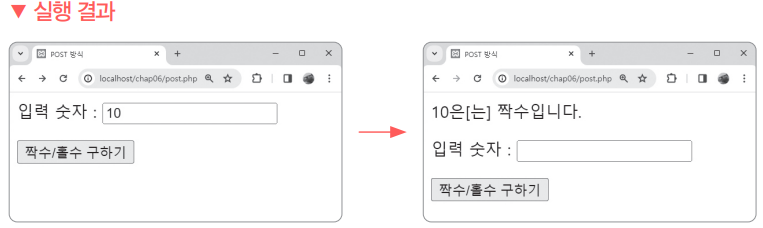 ▼ 실행 결과
POST 방식
localhost/chap06/post.php
입력 숫자 : 10
짝수/홀수 구하기
POST 방식
localhost/chap06/post.php
10은[는] 짝수입니다.
입력 숫자 :
짝수/홀수 구하기